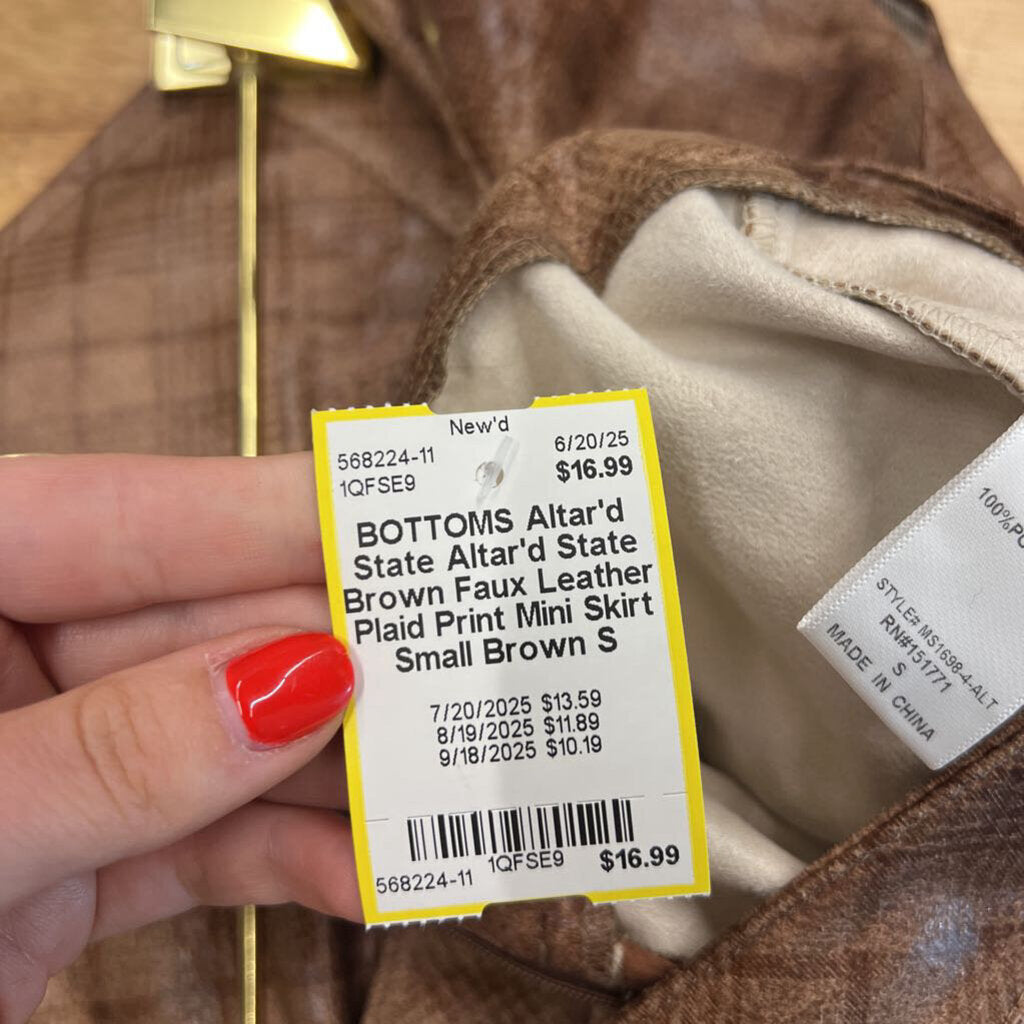 New'd
568224-11 6/20/25
1QFSE9 $16.99
BOTTOMS Altar'd
State Altar'd State
Brown Faux Leather
Plaid Print Mini Skirt
Small Brown S
7/20/2025 $13.59
8/19/2025 $11.89
9/18/2025 $10.19
1QFSE9 $16.99
568224-11
STYLE# MS1698-4-ALT
RN#151771
S
MADE IN CHINA